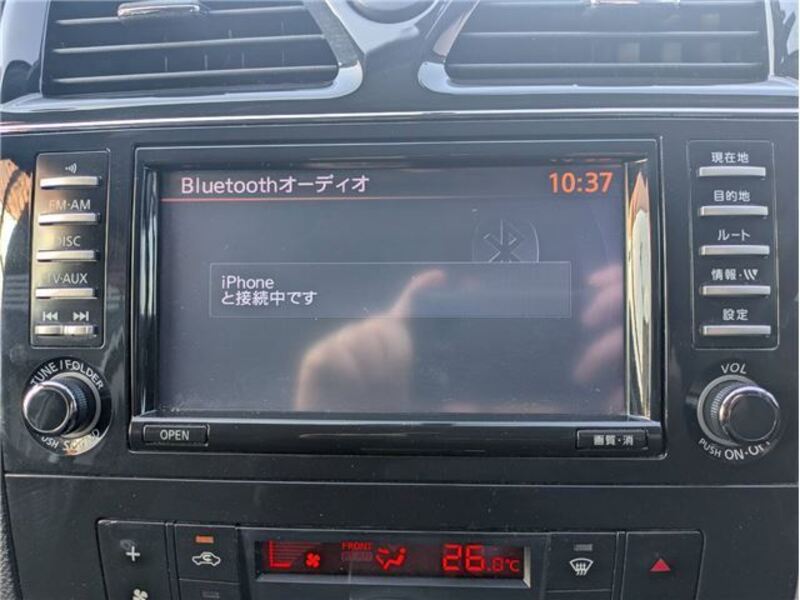 Bluetoothオーディオ 10:37
iPhone
と接続中です
FM·AM
DISC
TV·AUX
TUNE/FOLDER
PUSH SOUND
現在地
目的地
ルート
情報·
設定
VOL
PUSH ON·OFF
OPEN
画質·消
FRONT
26.0℃